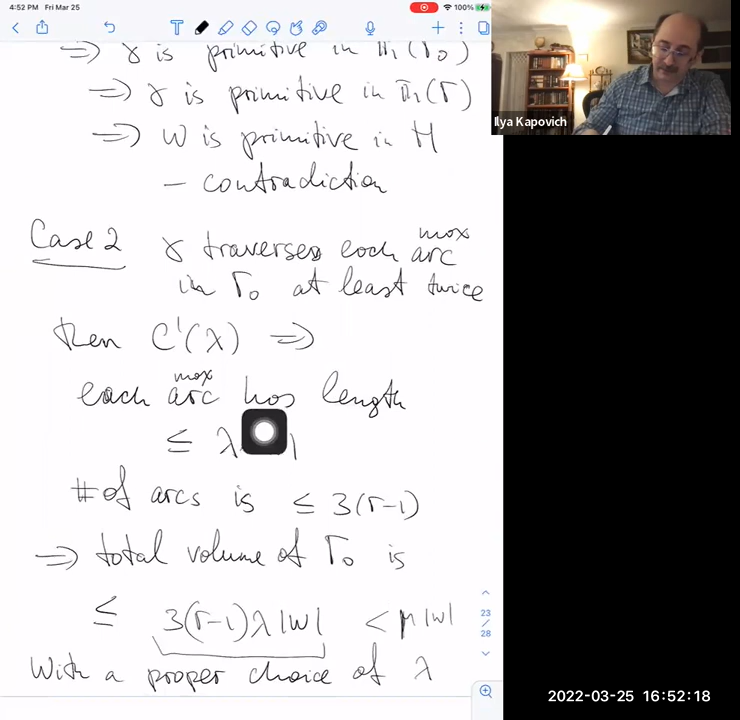 4:52 PM Fri Mar 25
100%
⇒ γ is primitive in π₁(Γ₀)
⇒ γ is primitive in π₁(Γ)
⇒ W is primitive in H
— contradiction
Case 2 γ traverses each max arc
in Γ₀ at least twice
then C'(λ) ⇒
each max arc has length
≤ λ
# of arcs is ≤ 3(r-1)
⇒ total volume of Γ₀ is
≤ 3(r-1)λ|w| < μ|w|
With a proper choice of λ
23
/
28
Ilya Kapovich
2022-03-25 16:52:18